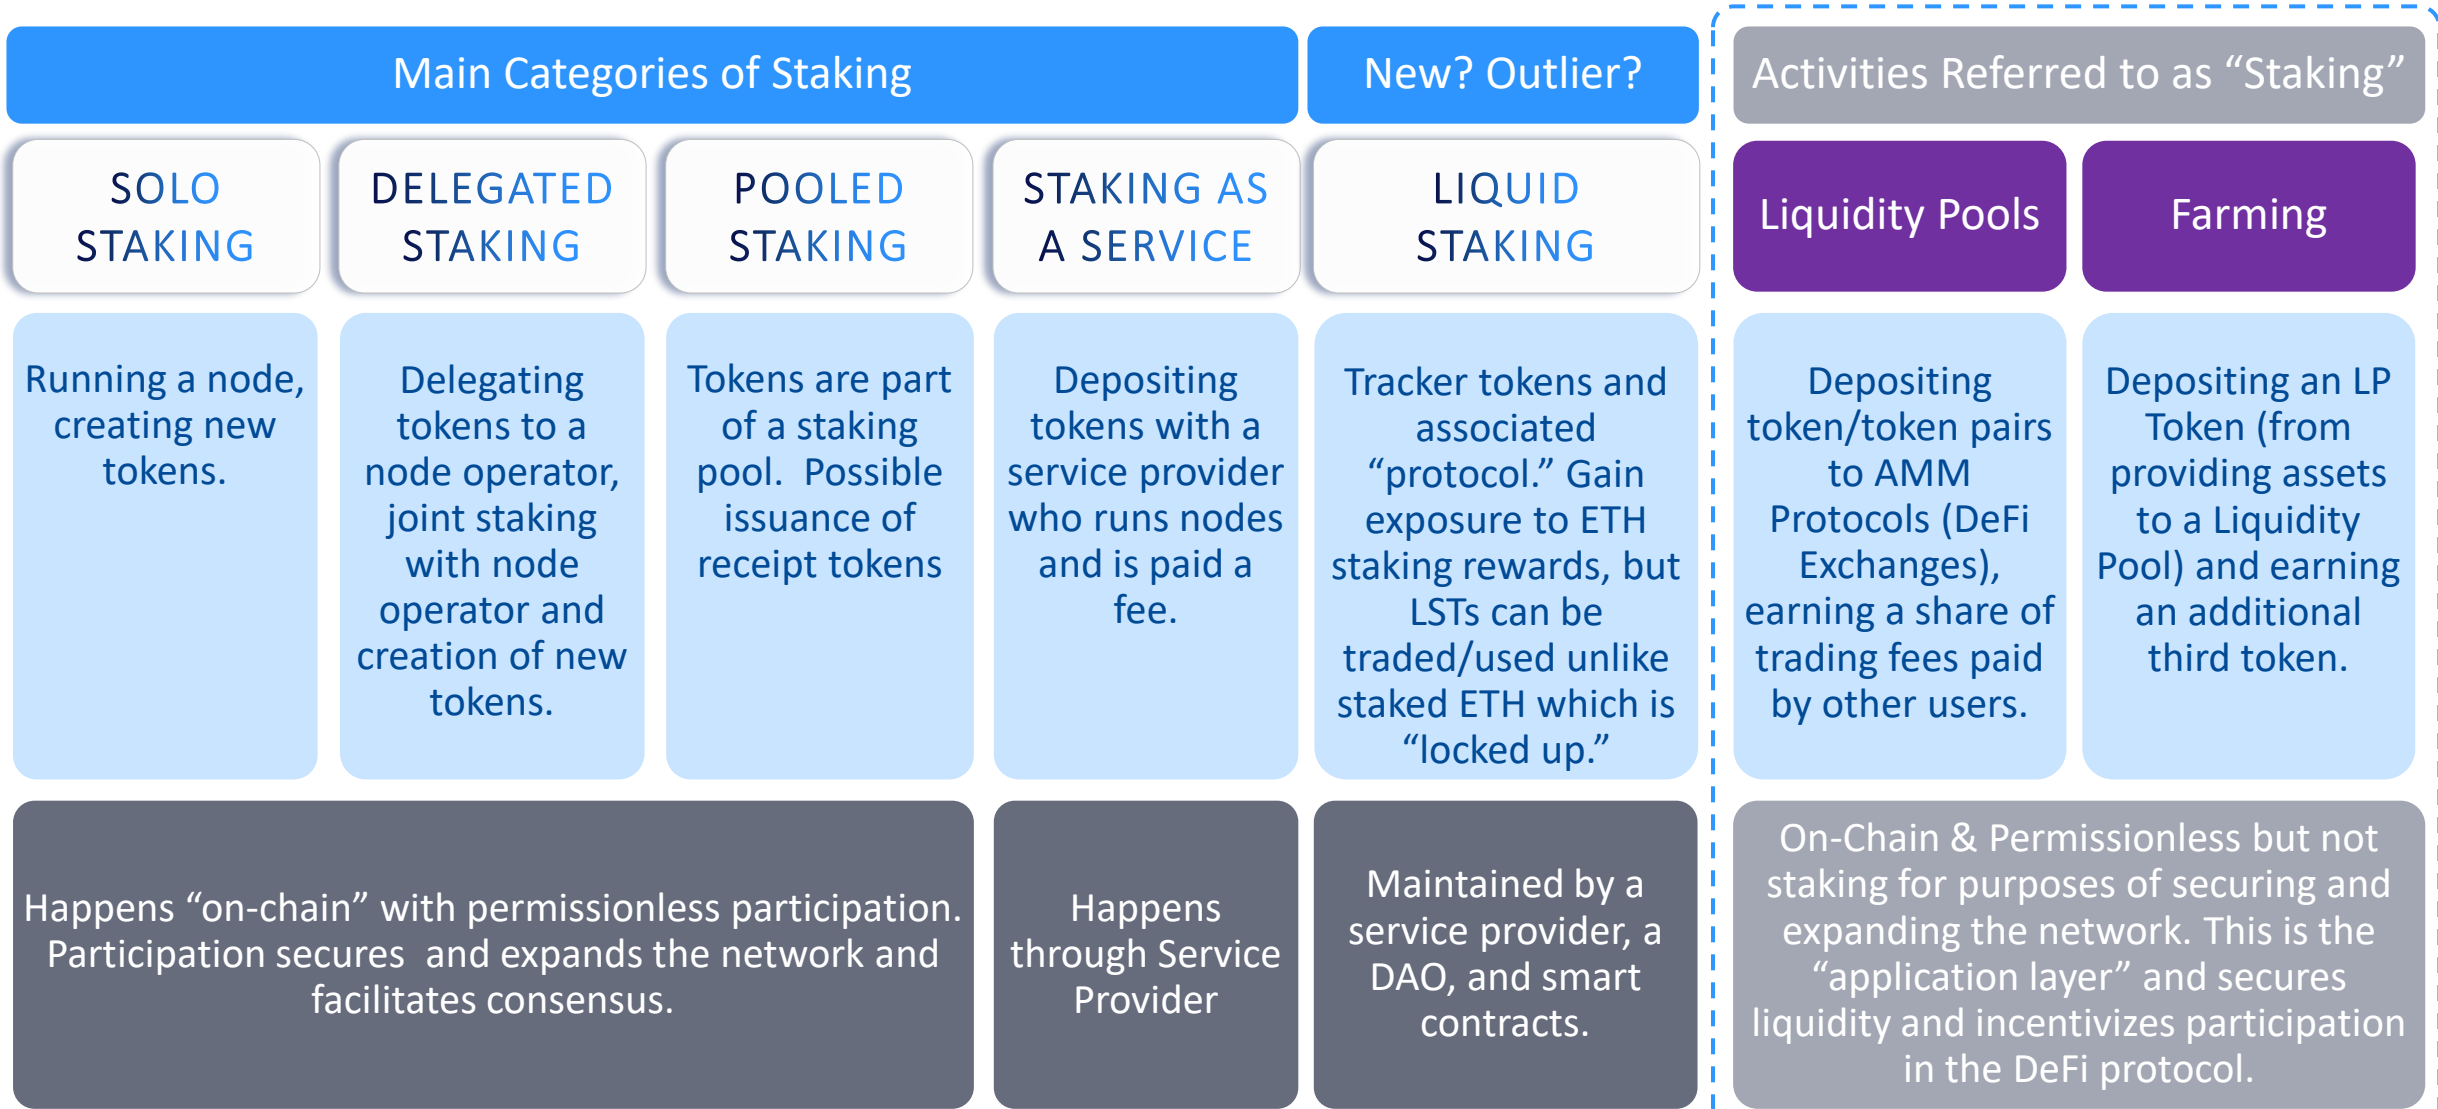 Main Categories of Staking
New? Outlier?
Activities Referred to as “Staking”
SOLO
STAKING
DELEGATED
STAKING
POOLED
STAKING
STAKING AS
A SERVICE
LIQUID
STAKING
Liquidity Pools
Farming
Running a node,
creating new
tokens.
Delegating
tokens to a
node operator,
joint staking
with node
operator and
creation of new
tokens.
Tokens are part
of a staking
pool.  Possible
issuance of
receipt tokens
Depositing
tokens with a
service provider
who runs nodes
and is paid a
fee.
Tracker tokens and
associated
“protocol.” Gain
exposure to ETH
staking rewards, but
LSTs can be
traded/used unlike
staked ETH which is
“locked up.”
Depositing
token/token pairs
to AMM
Protocols (DeFi
Exchanges),
earning a share of
trading fees paid
by other users.
Depositing an LP
Token (from
providing assets
to a Liquidity
Pool) and earning
an additional
third token.
Happens “on-chain” with permissionless participation.
Participation secures  and expands the network and
facilitates consensus.
Happens
through Service
Provider
Maintained by a
service provider, a
DAO, and smart
contracts.
On-Chain & Permissionless but not
staking for purposes of securing and
expanding the network. This is the
“application layer” and secures
liquidity and incentivizes participation
in the DeFi protocol.